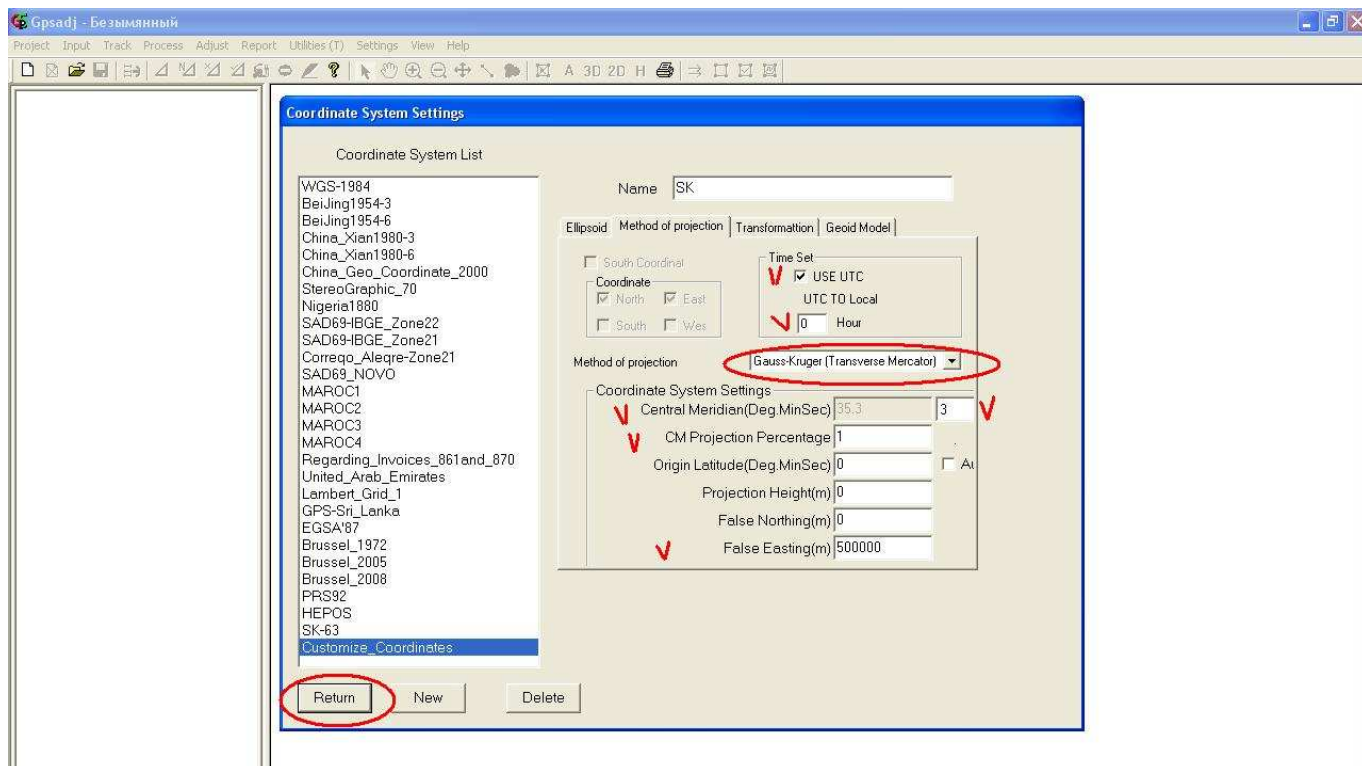 Gpsadj - Безымянный
Project Input Track Process Adjust Report Utilities (T) Settings View Help
A 3D 2D H
Coordinate System Settings
Coordinate System List
WGS-1984
BeiJing1954-3
BeiJing1954-6
China_Xian1980-3
China_Xian1980-6
China_Geo_Coordinate_2000
StereoGraphic_70
Nigeria1880
SAD69-IBGE_Zone22
SAD69-IBGE_Zone21
Correqo_Aleqre-Zone21
SAD69_NOVO
MAROC1
MAROC2
MAROC3
MAROC4
Regarding_Invoices_861and_870
United_Arab_Emirates
Lambert_Grid_1
GPS-Sri_Lanka
EGSA'87
Brussel_1972
Brussel_2005
Brussel_2008
PRS92
HEPOS
SK-63
Customize_Coordinates
Return New Delete
Name SK
Ellipsoid Method of projection Transformattion Geoid Model
South Coordinal
Coordinate
North East
South Wes
Time Set
USE UTC
UTC TO Local
0 Hour
Method of projection Gauss-Kruger (Transverse Mercator)
Coordinate System Settings
Central Meridian(Deg.MinSec) 35.3 3
CM Projection Percentage 1
Origin Latitude(Deg.MinSec) 0 Au
Projection Height(m) 0
False Northing(m) 0
False Easting(m) 500000